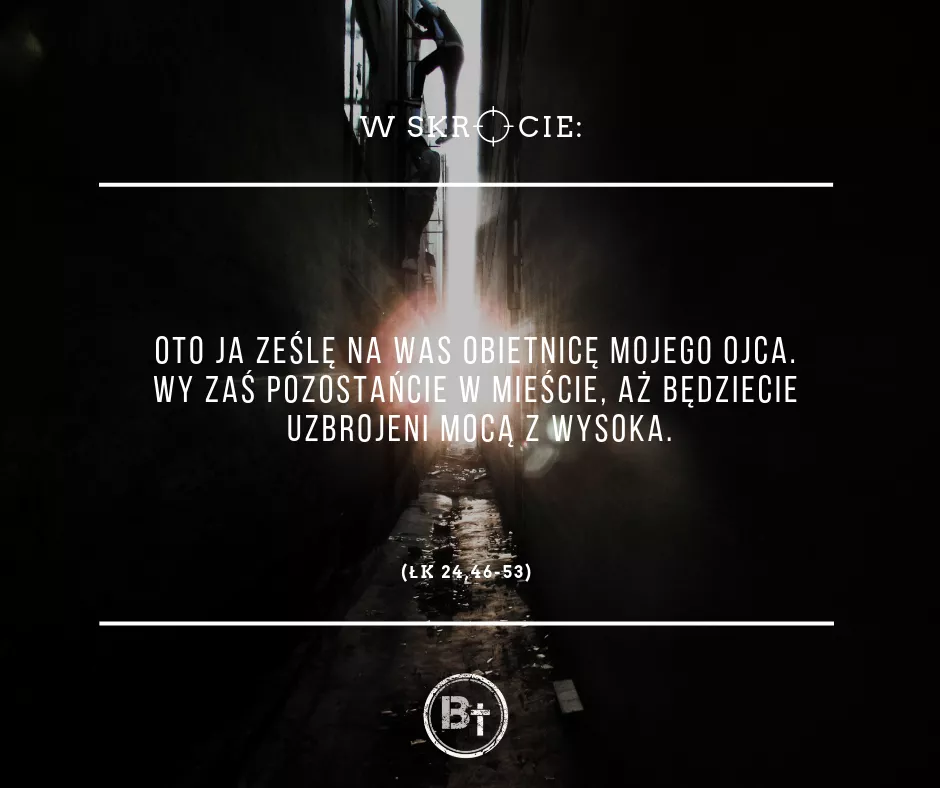 W SKRÓCIE:
OTO JA ZEŚLĘ NA WAS OBIETNICĘ MOJEGO OJCA.
WY ZAŚ POZOSTAŃCIE W MIEŚCIE, AŻ BĘDZIECIE
UZBROJENI MOCĄ Z WYSOKA.
(ŁK 24,46-53)
B†